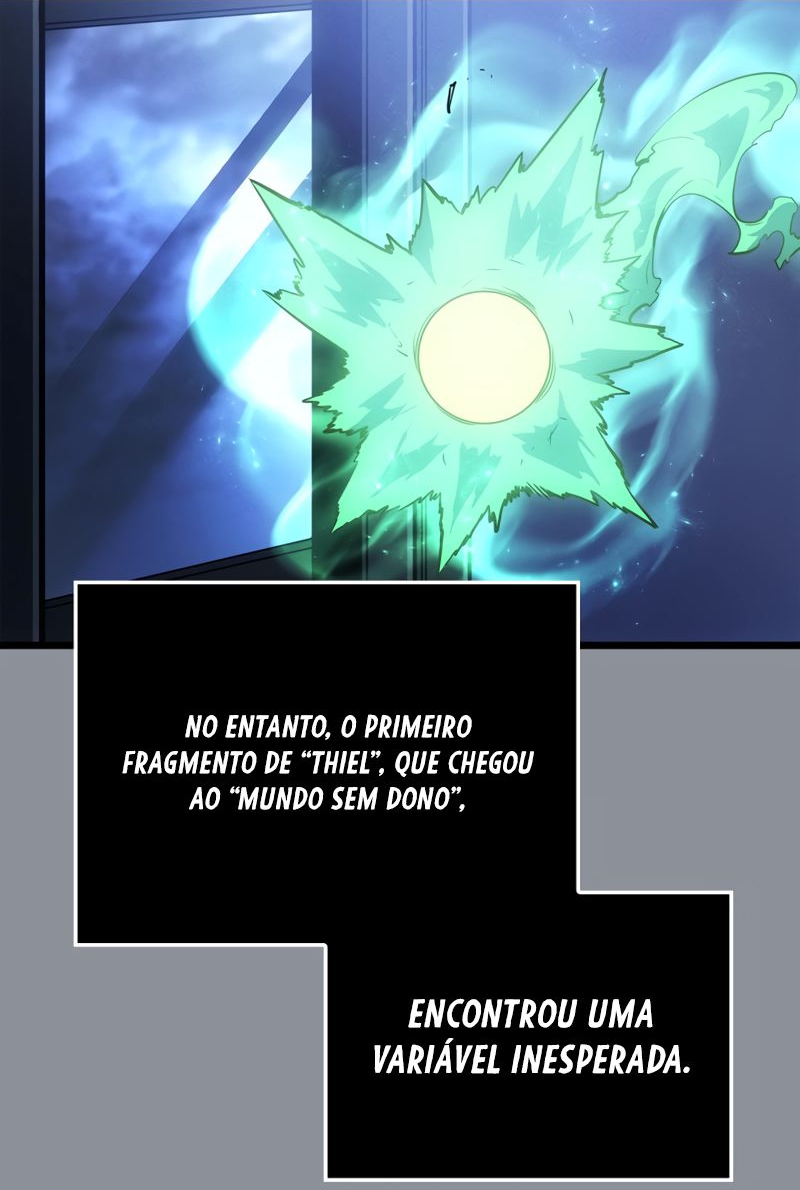 NO ENTANTO, O PRIMEIRO
FRAGMENTO DE “THIEL”, QUE CHEGOU
AO “MUNDO SEM DONO”,
ENCONTROU UMA
VARIÁVEL INESPERADA.